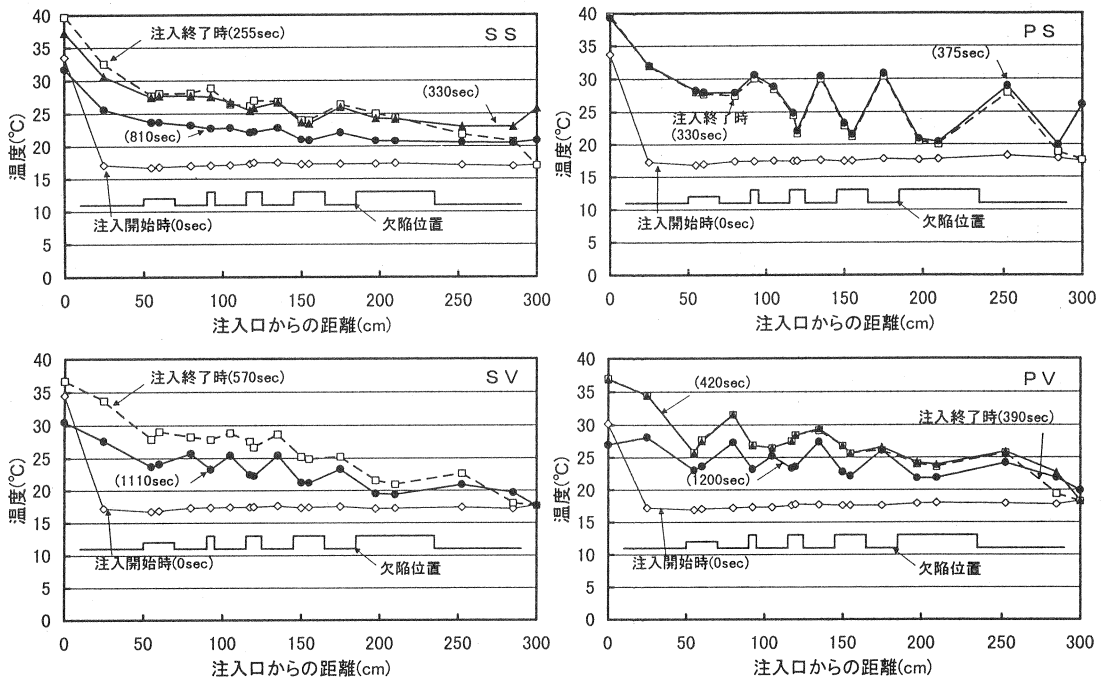 40
35
30
25
20
15
10
5
0
温度(℃)
SS
注入終了時(255sec)
(330sec)
(810sec)
注入開始時(0sec)
欠陥位置
0 50 100 150 200 250 300
注入口からの距離(cm)
40
35
30
25
20
15
10
5
0
温度(℃)
PS
(375sec)
注入終了時
(330sec)
注入開始時(0sec)
欠陥位置
0 50 100 150 200 250 300
注入口からの距離(cm)
40
35
30
25
20
15
10
5
0
温度(℃)
SV
注入終了時(570sec)
(1110sec)
注入開始時(0sec)
欠陥位置
0 50 100 150 200 250 300
注入口からの距離(cm)
40
35
30
25
20
15
10
5
0
温度(℃)
PV
(420sec)
注入終了時(390sec)
(1200sec)
注入開始時(0sec)
欠陥位置
0 50 100 150 200 250 300
注入口からの距離(cm)